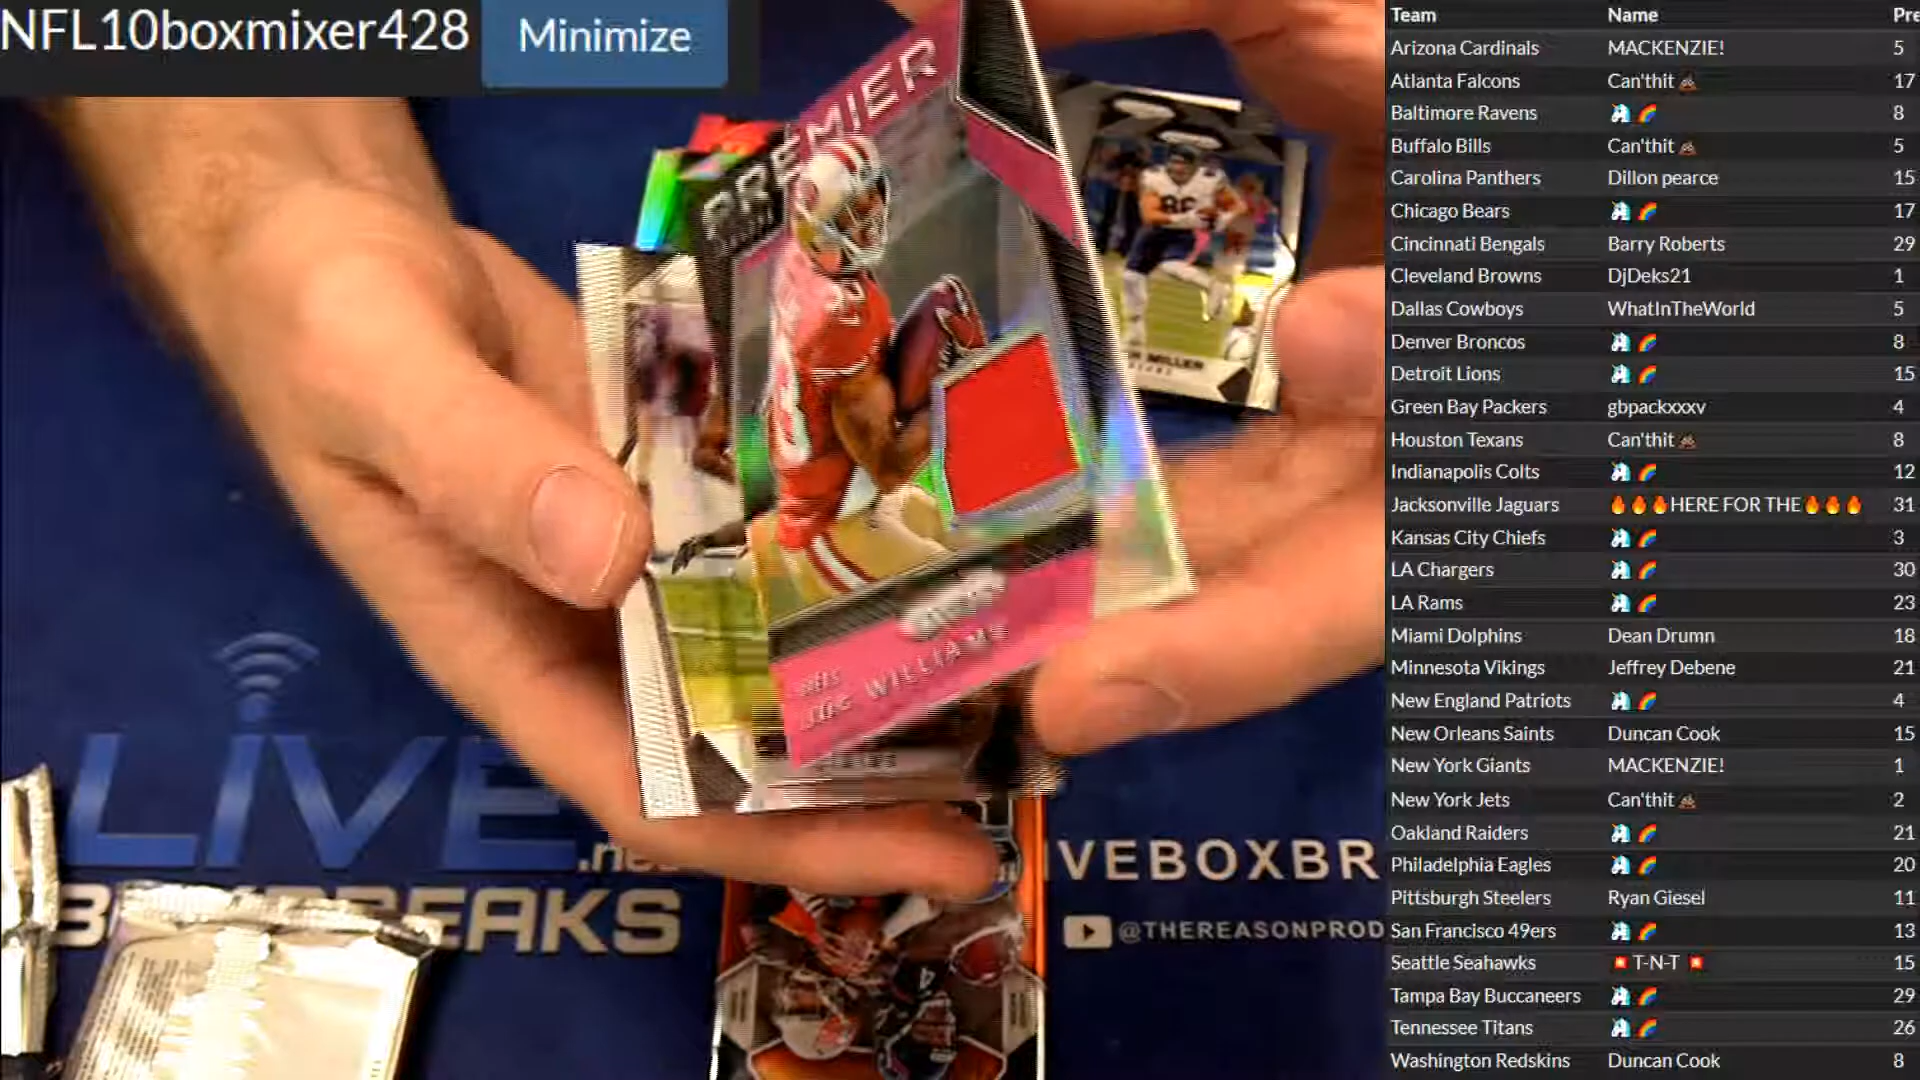 NFL10boxmixer428
Minimize
PREMIER
MILLER
WILLIAMS
LIVE
.ne
B REAKS
IVEBOXBR
@THEREASONPROD
Team Name Pre
Arizona Cardinals MACKENZIE! 5
Atlanta Falcons Can'thit 💩 17
Baltimore Ravens 🦄 🌈 8
Buffalo Bills Can'thit 💩 5
Carolina Panthers Dillon pearce 15
Chicago Bears 🦄 🌈 17
Cincinnati Bengals Barry Roberts 29
Cleveland Browns DjDeks21 1
Dallas Cowboys WhatInTheWorld 5
Denver Broncos 🦄 🌈 8
Detroit Lions 🦄 🌈 15
Green Bay Packers gbpackxxxv 4
Houston Texans Can'thit 💩 8
Indianapolis Colts 🦄 🌈 12
Jacksonville Jaguars 🔥🔥🔥HERE FOR THE🔥🔥🔥 31
Kansas City Chiefs 🦄 🌈 3
LA Chargers 🦄 🌈 30
LA Rams 🦄 🌈 23
Miami Dolphins Dean Drumn 18
Minnesota Vikings Jeffrey Debene 21
New England Patriots 🦄 🌈 4
New Orleans Saints Duncan Cook 15
New York Giants MACKENZIE! 1
New York Jets Can'thit 💩 2
Oakland Raiders 🦄 🌈 21
Philadelphia Eagles 🦄 🌈 20
Pittsburgh Steelers Ryan Giesel 11
San Francisco 49ers 🦄 🌈 13
Seattle Seahawks 💥 T-N-T 💥 15
Tampa Bay Buccaneers 🦄 🌈 29
Tennessee Titans 🦄 🌈 26
Washington Redskins Duncan Cook 8